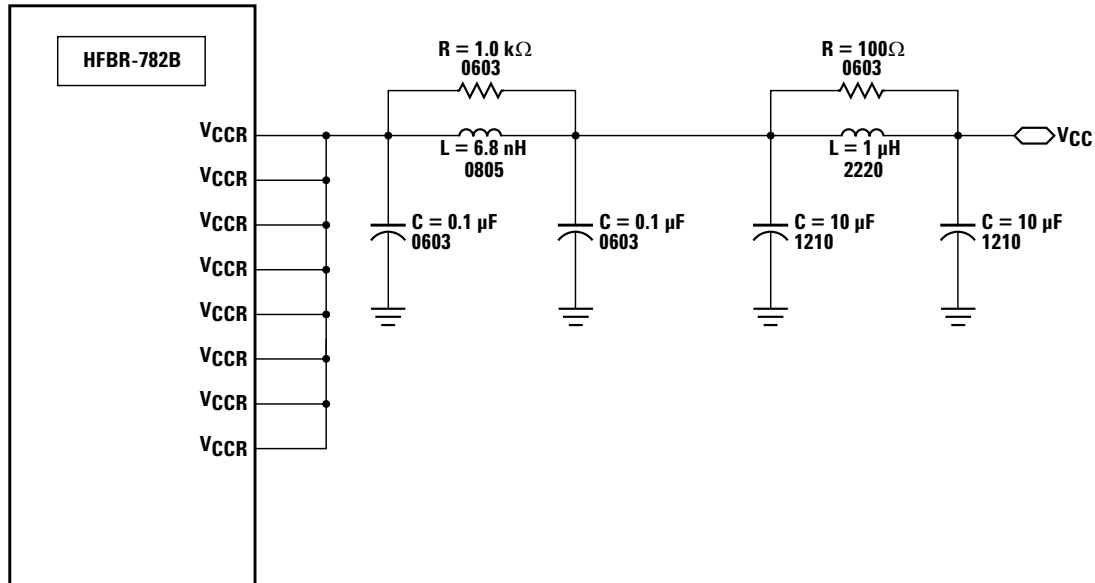 HFBR-782B
R = 1.0 kΩ
0603
R = 100Ω
0603
VCCR
L = 6.8 nH
0805
L = 1 µH
2220
VCC
VCCR
VCCR
C = 0.1 µF
0603
C = 0.1 µF
0603
C = 10 µF
1210
C = 10 µF
1210
VCCR
VCCR
VCCR
VCCR
VCCR